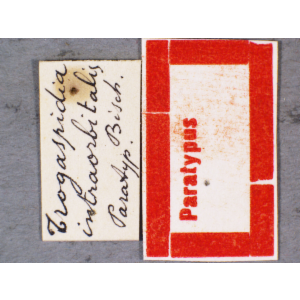 Trogaspidia
intraorbitalis
Paratyp. Bisch.
Paratypus